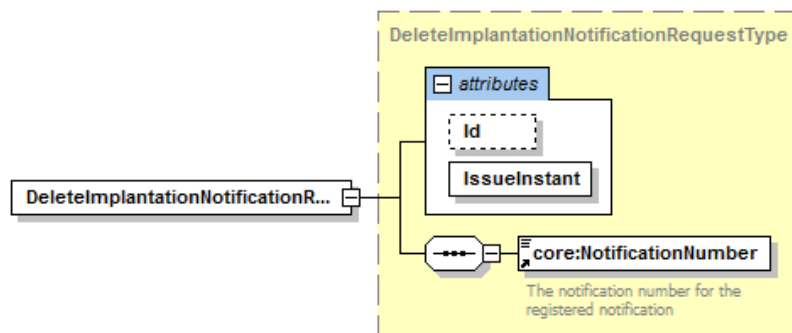 DeleteImplantationNotificationRequestType
attributes
Id
IssueInstant
DeleteImplantationNotificationR...
core:NotificationNumber
The notification number for the
registered notification